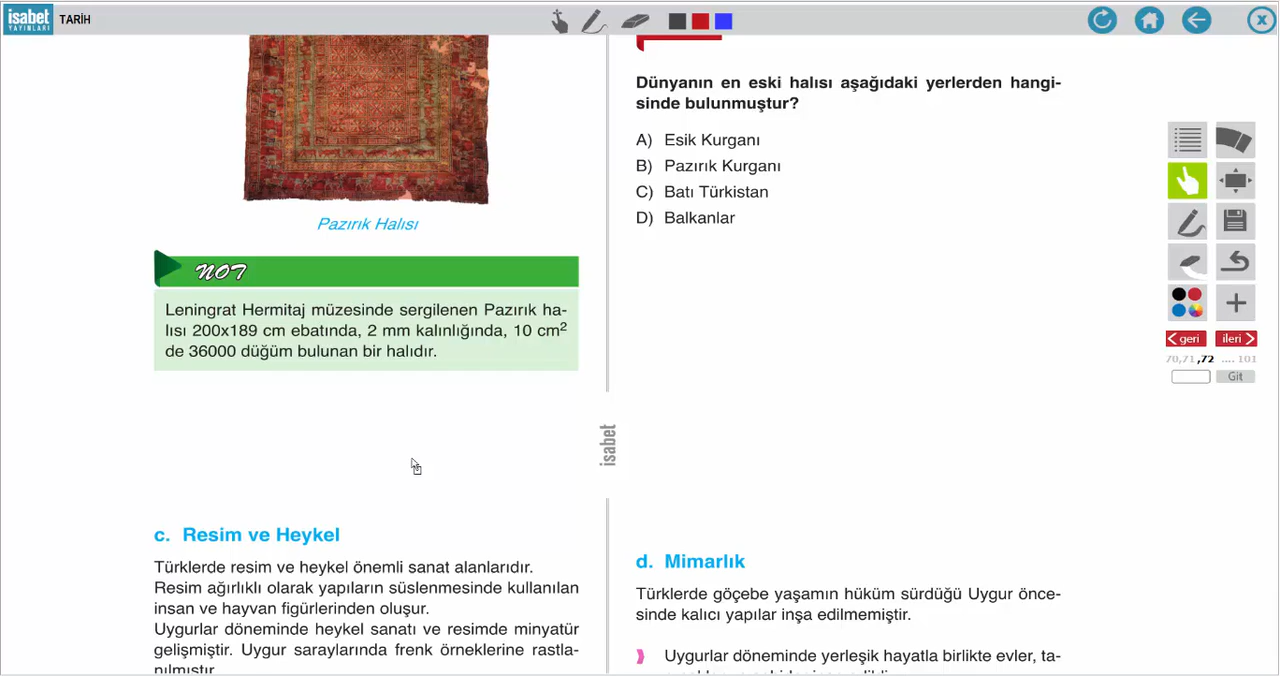 isabet
YAYINLARI
TARİH
Pazırık Halısı
NOT
Leningrat Hermitaj müzesinde sergilenen Pazırık ha-
lısı 200x189 cm ebatında, 2 mm kalınlığında, 10 cm²
de 36000 düğüm bulunan bir halıdır.
c. Resim ve Heykel
Türklerde resim ve heykel önemli sanat alanlarıdır.
Resim ağırlıklı olarak yapıların süslenmesinde kullanılan
insan ve hayvan figürlerinden oluşur.
Uygurlar döneminde heykel sanatı ve resimde minyatür
gelişmiştir. Uygur saraylarında frenk örneklerine rastla-
nılmıştır
isabet
Dünyanın en eski halısı aşağıdaki yerlerden hangi-
sinde bulunmuştur?
A) Esik Kurganı
B) Pazırık Kurganı
C) Batı Türkistan
D) Balkanlar
d. Mimarlık
Türklerde göçebe yaşamın hüküm sürdüğü Uygur önce-
sinde kalıcı yapılar inşa edilmemiştir.
Uygurlar döneminde yerleşik hayatla birlikte evler, ta-
geri
ileri
70,71,72 .... 101
Git